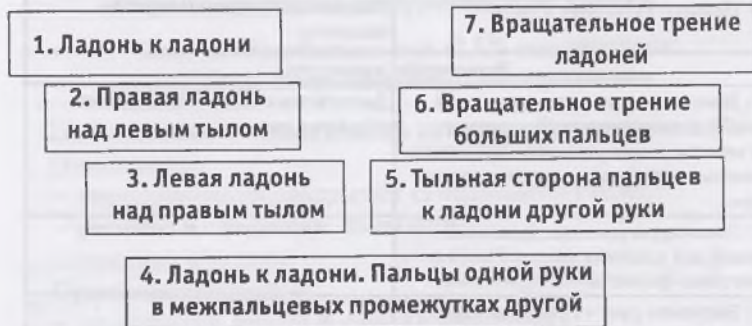 1. Ладонь к ладони
2. Правая ладонь
над левым тылом
3. Левая ладонь
над правым тылом
4. Ладонь к ладони. Пальцы одной руки
в межпальцевых промежутках другой
5. Тыльная сторона пальцев
к ладони другой руки
6. Вращательное трение
больших пальцев
7. Вращательное трение
ладоней